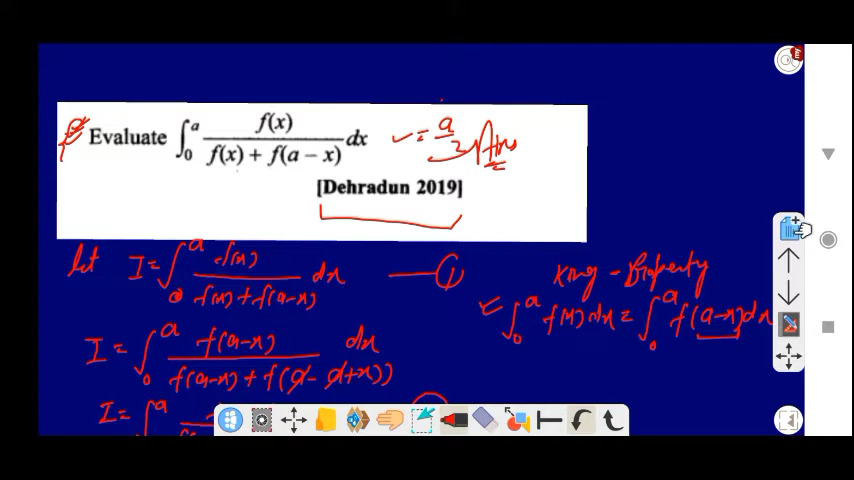 Evaluate ∫₀ᵃ f(x) / (f(x) + f(a − x)) dx = a/2 Ans
[Dehradun 2019]
let I = ∫₀ᵃ f(x) / (f(x) + f(a-x)) dx — ①
King - Property
∫₀ᵃ f(x) dx = ∫₀ᵃ f(a-x) dx
I = ∫₀ᵃ f(a-x) / (f(a-x) + f(a - a + x)) dx
I = ∫₀ᵃ